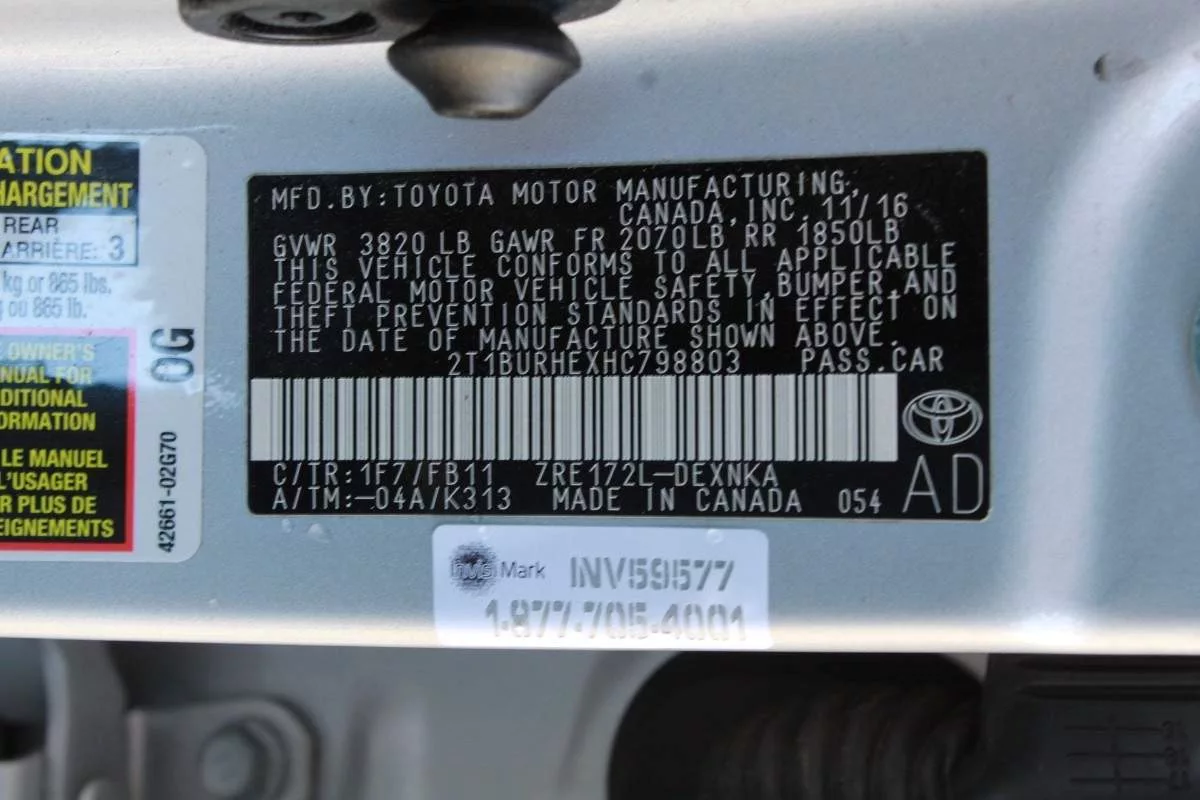 ATION
HARGEMENT
REAR
ARRIÈRE: 3
kg or 865 lbs.
ou 865 lb.
OWNER'S
NUAL FOR
DITIONAL
ORMATION
LE MANUEL
L'USAGER
R PLUS DE
EIGNEMENTS
0G
42661-02G70
MFD. BY: TOYOTA MOTOR MANUFACTURING,
CANADA, INC. 11/16
GVWR 3820 LB GAWR FR 2070LB RR 1850LB
THIS VEHICLE CONFORMS TO ALL APPLICABLE
FEDERAL MOTOR VEHICLE SAFETY, BUMPER, AND
THEFT PREVENTION STANDARDS IN EFFECT ON
THE DATE OF MANUFACTURE SHOWN ABOVE.
2T1BURHEXHC798803 PASS. CAR
C/TR: 1F7/FB11 ZRE172L-DEXNKA
A/TM: -04A/K313 MADE IN CANADA 054 AD
InvisMark INV59577
1-877-705-4001